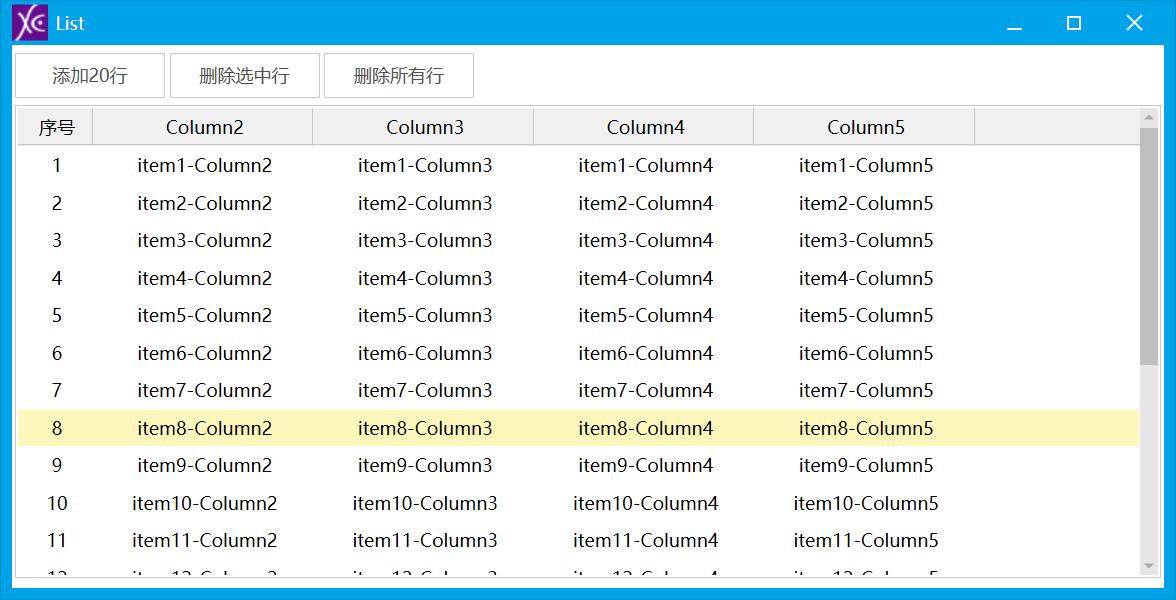 List
添加20行 删除选中行 删除所有行
序号 Column2 Column3 Column4 Column5
1 item1-Column2 item1-Column3 item1-Column4 item1-Column5
2 item2-Column2 item2-Column3 item2-Column4 item2-Column5
3 item3-Column2 item3-Column3 item3-Column4 item3-Column5
4 item4-Column2 item4-Column3 item4-Column4 item4-Column5
5 item5-Column2 item5-Column3 item5-Column4 item5-Column5
6 item6-Column2 item6-Column3 item6-Column4 item6-Column5
7 item7-Column2 item7-Column3 item7-Column4 item7-Column5
8 item8-Column2 item8-Column3 item8-Column4 item8-Column5
9 item9-Column2 item9-Column3 item9-Column4 item9-Column5
10 item10-Column2 item10-Column3 item10-Column4 item10-Column5
11 item11-Column2 item11-Column3 item11-Column4 item11-Column5